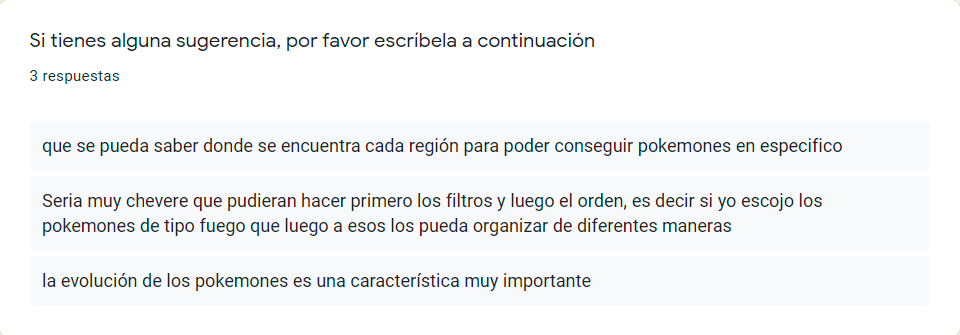 Si tienes alguna sugerencia, por favor escríbela a continuación
3 respuestas
que se pueda saber donde se encuentra cada región para poder conseguir pokemones en especifico
Seria muy chevere que pudieran hacer primero los filtros y luego el orden, es decir si yo escojo los
pokemones de tipo fuego que luego a esos los pueda organizar de diferentes maneras
la evolución de los pokemones es una característica muy importante